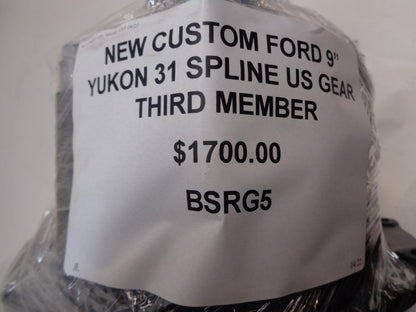 NEW CUSTOM FORD 9”
YUKON 31 SPLINE US GEAR
THIRD MEMBER
$1700.00
BSRG5